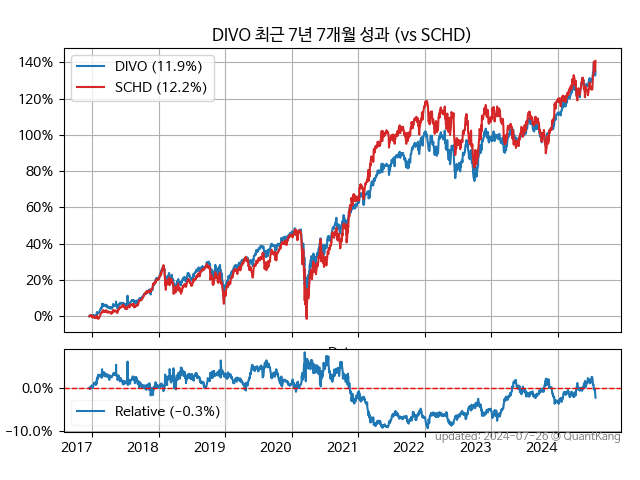 DIVO 최근 7년 7개월 성과 (vs SCHD)
140%
120%
100%
80%
60%
40%
20%
0%
DIVO (11.9%)
SCHD (12.2%)
0.0%
−10.0%
Relative (−0.3%)
2017 2018 2019 2020 2021 2022 2023 2024
updated: 2024-07-26 © QuantKang